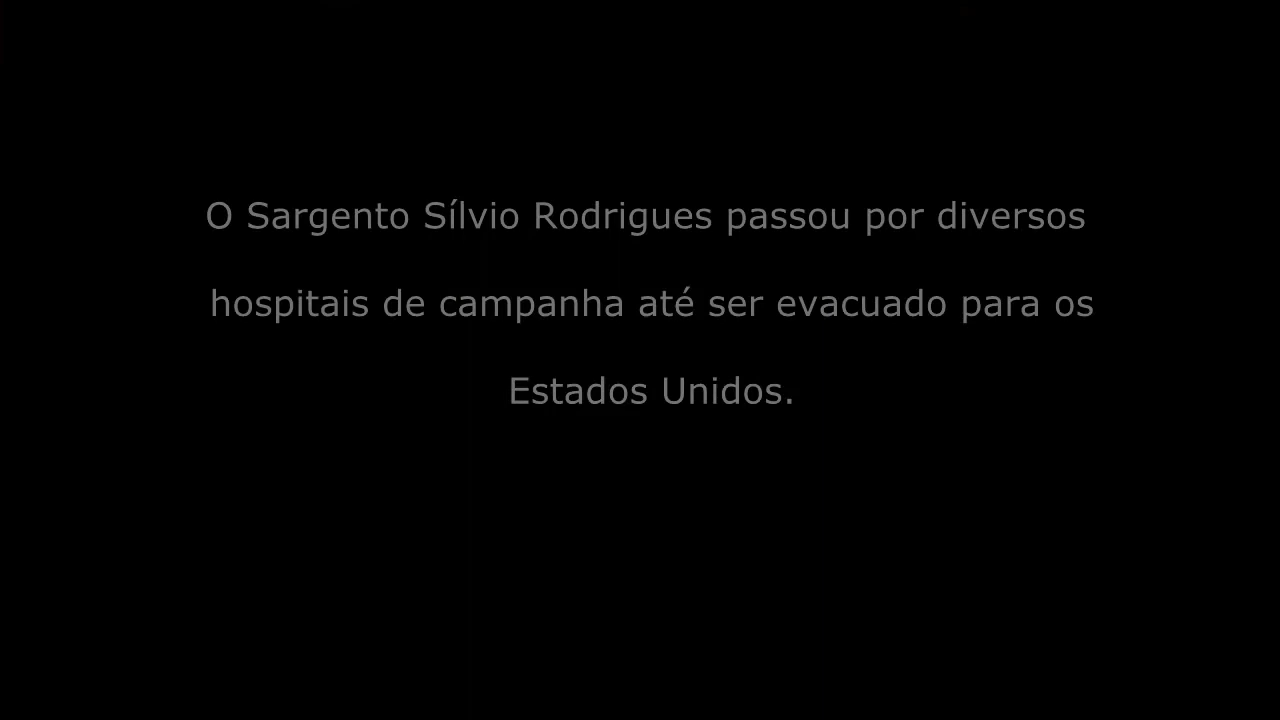 O Sargento Sílvio Rodrigues passou por diversos
hospitais de campanha até ser evacuado para os
Estados Unidos.